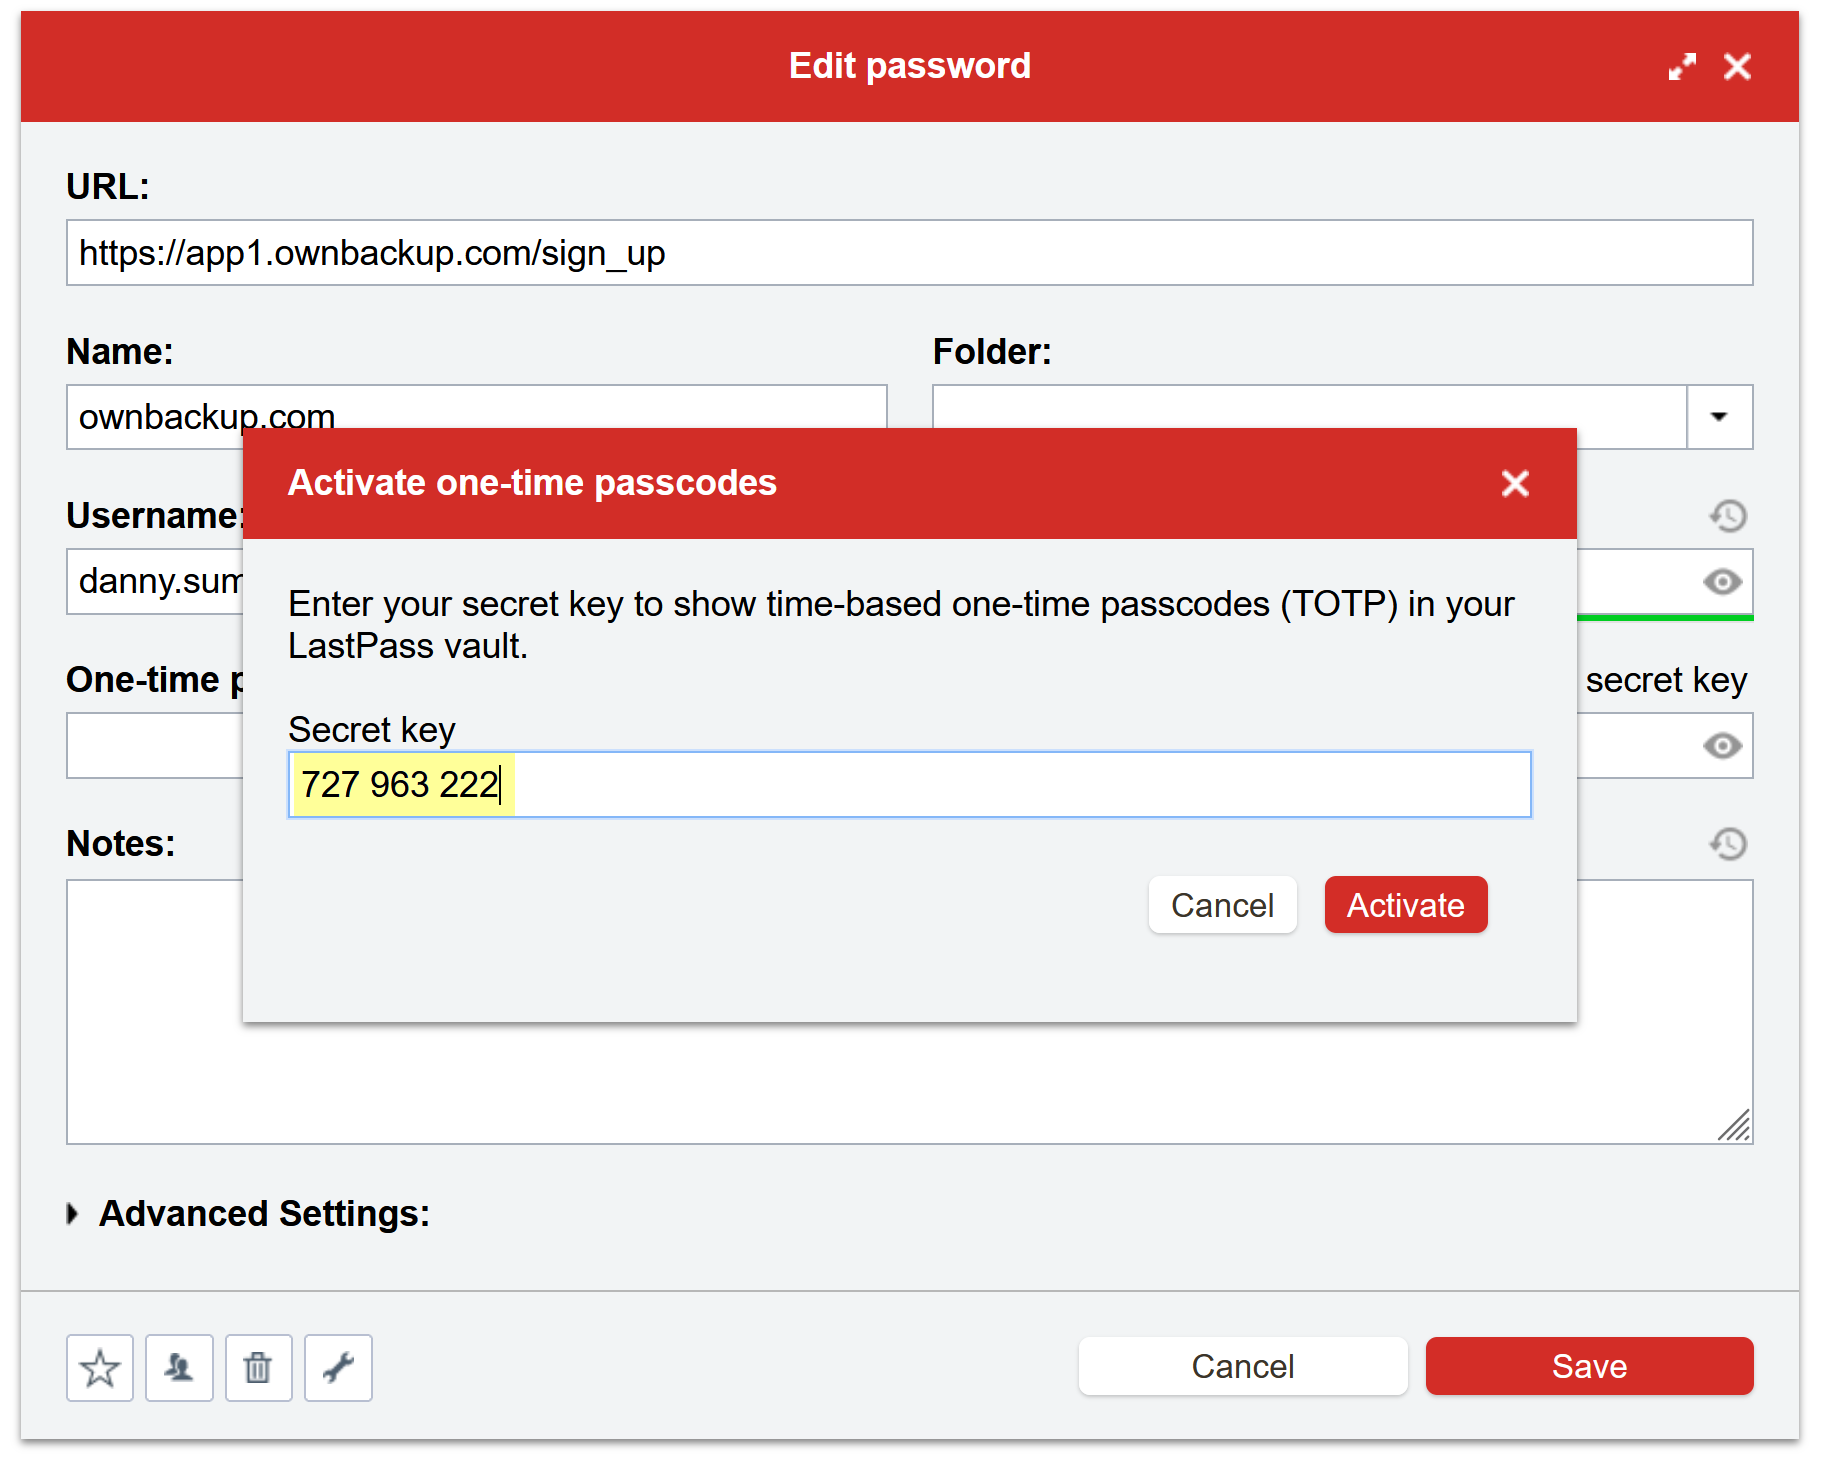 Edit password
URL:
https://app1.ownbackup.com/sign_up
Name:
Folder:
ownbackup.com
Activate one-time passcodes
Username:
danny.sum
Enter your secret key to show time-based one-time passcodes (TOTP) in your
LastPass vault.
One-time p
secret key
Secret key
727 963 222
Notes:
Cancel
Activate
Advanced Settings:
Cancel
Save